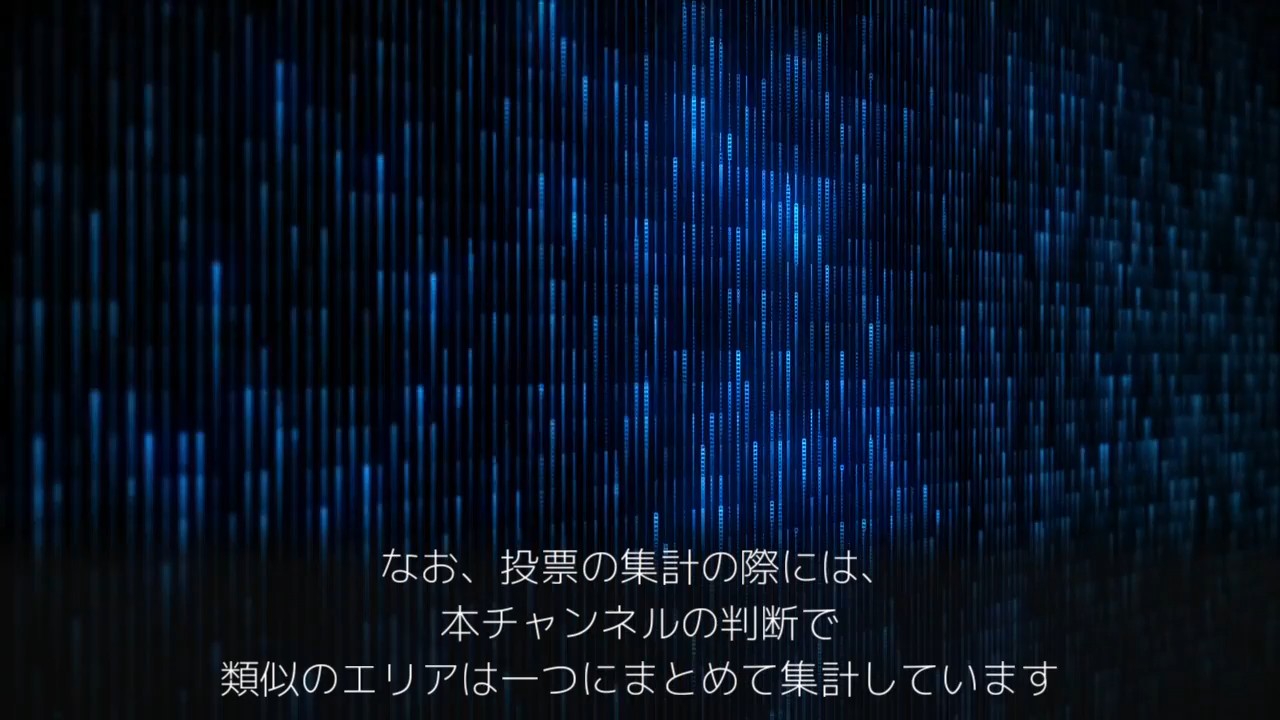 なお、投票の集計の際には、
本チャンネルの判断で
類似のエリアは一つにまとめて集計しています